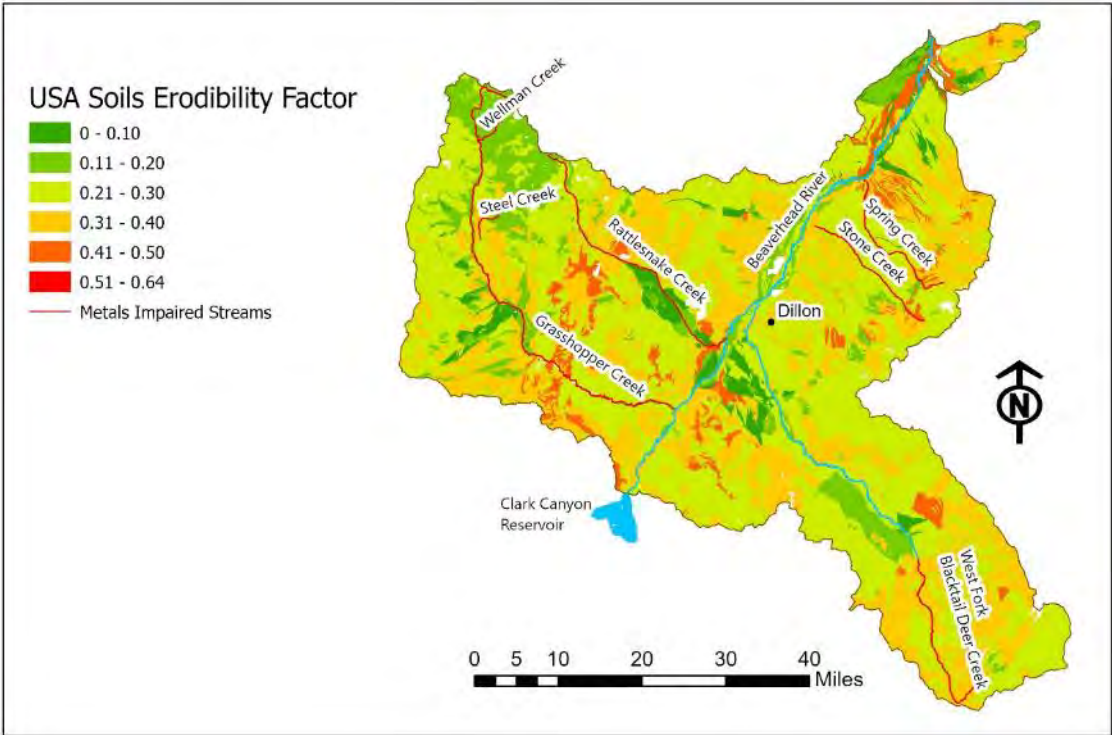 USA Soils Erodibility Factor
0 - 0.10
0.11 - 0.20
0.21 - 0.30
0.31 - 0.40
0.41 - 0.50
0.51 - 0.64
Metals Impaired Streams
Wellman Creek
Steel Creek
Rattlesnake Creek
Grasshopper Creek
Beaverhead River
Spring Creek
Stone Creek
Dillon
N
Clark Canyon
Reservoir
West Fork
Blacktail Deer Creek
0 5 10 20 30 40
Miles